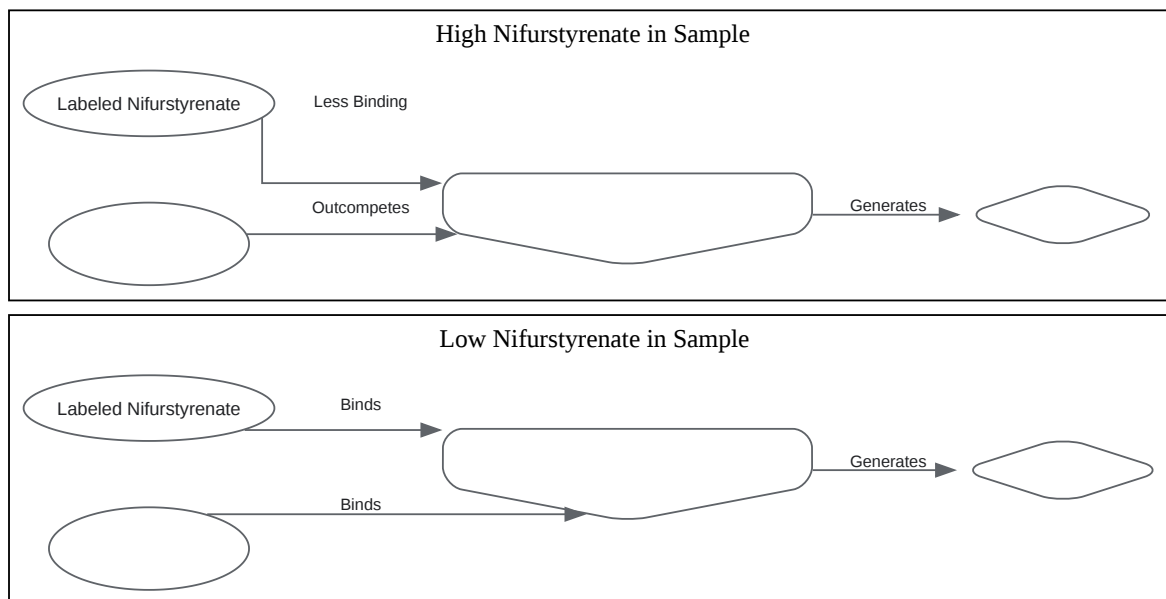 High Nifurstyrenate in Sample
Labeled Nifurstyrenate
Less Binding
Outcompetes
Generates
Low Nifurstyrenate in Sample
Labeled Nifurstyrenate
Binds
Generates
Binds